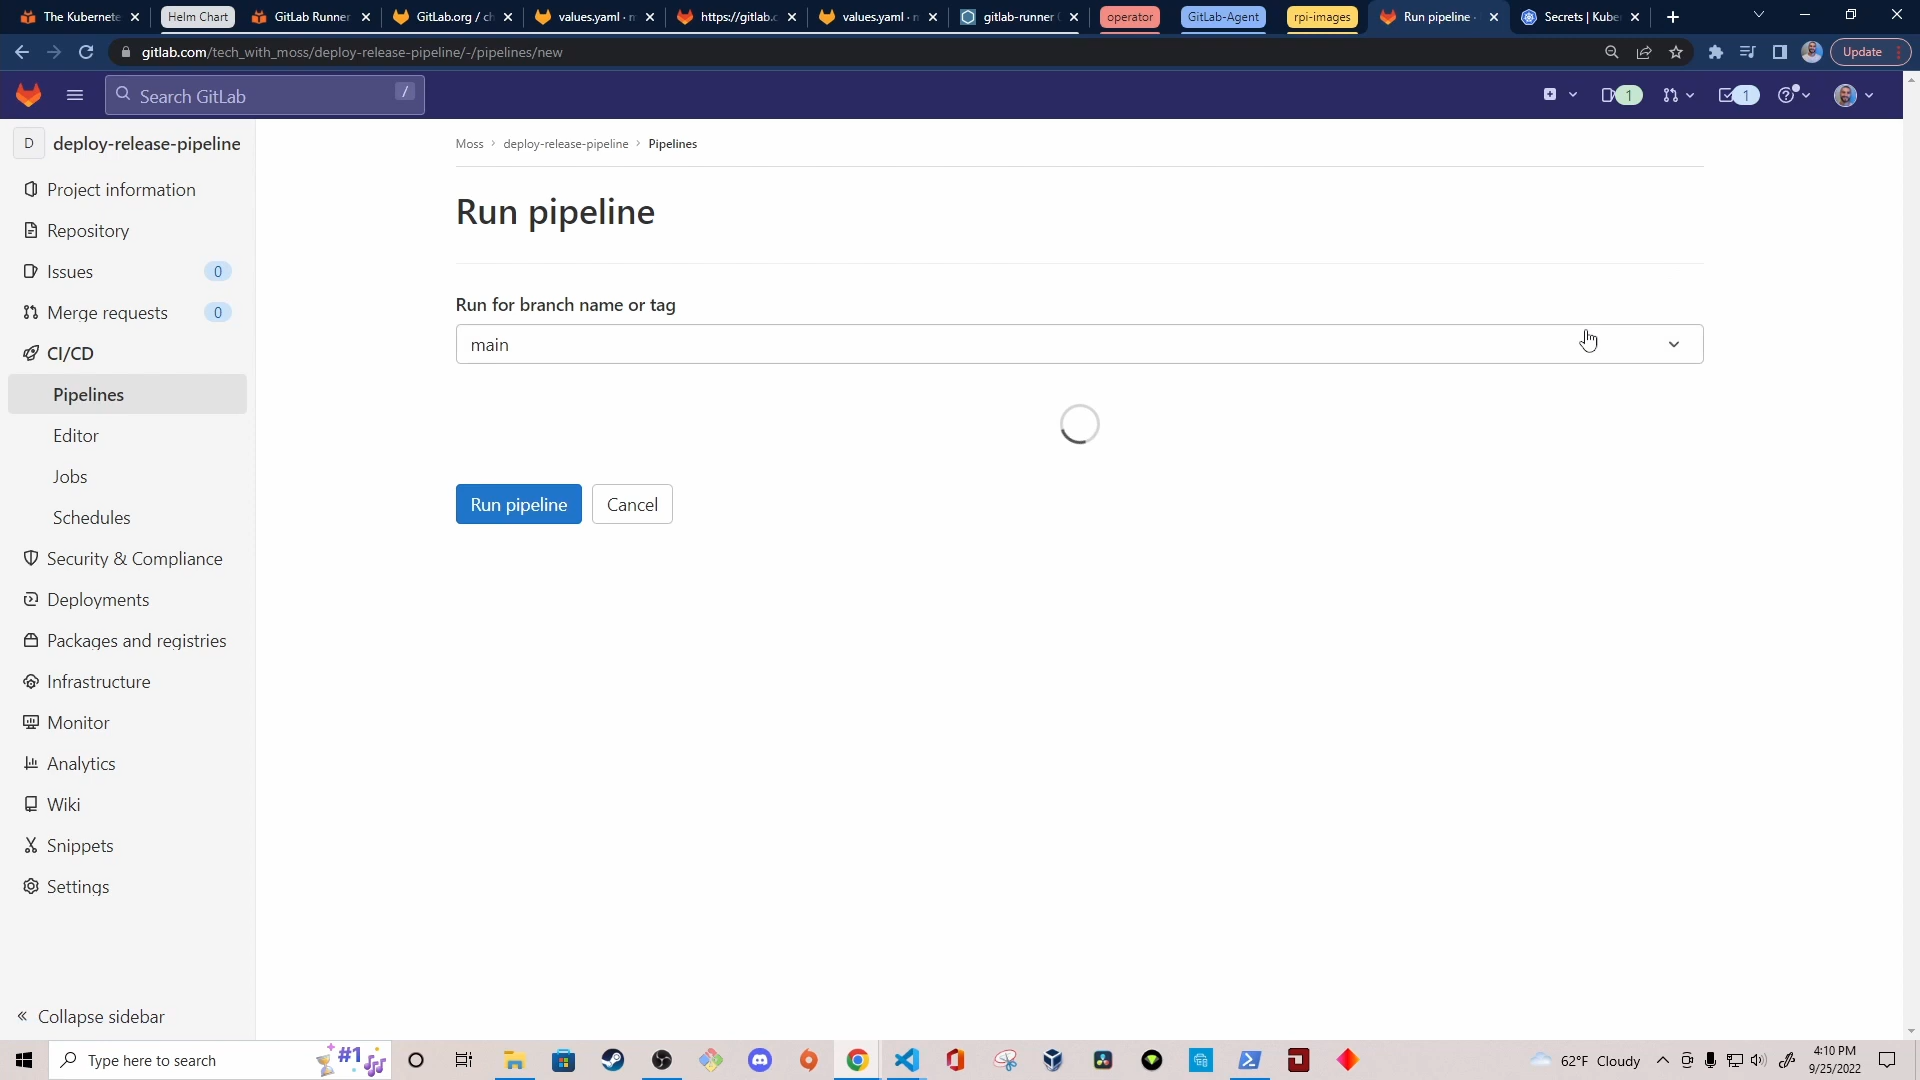 The Kubernete
Helm Chart
GitLab Runner
GitLab.org / ch
values.yaml · m
https://gitlab.c
values.yaml · m
gitlab-runner
operator
GitLab-Agent
rpi-images
Run pipeline ·
Secrets | Kuber
gitlab.com/tech_with_moss/deploy-release-pipeline/-/pipelines/new
Update
Search GitLab
/
1
1
D deploy-release-pipeline
Project information
Repository
Issues 0
Merge requests 0
CI/CD
Pipelines
Editor
Jobs
Schedules
Security & Compliance
Deployments
Packages and registries
Infrastructure
Monitor
Analytics
Wiki
Snippets
Settings
Collapse sidebar
Moss › deploy-release-pipeline › Pipelines
Run pipeline
Run for branch name or tag
main
Run pipeline
Cancel
Type here to search
#1
62°F Cloudy
4:10 PM
9/25/2022